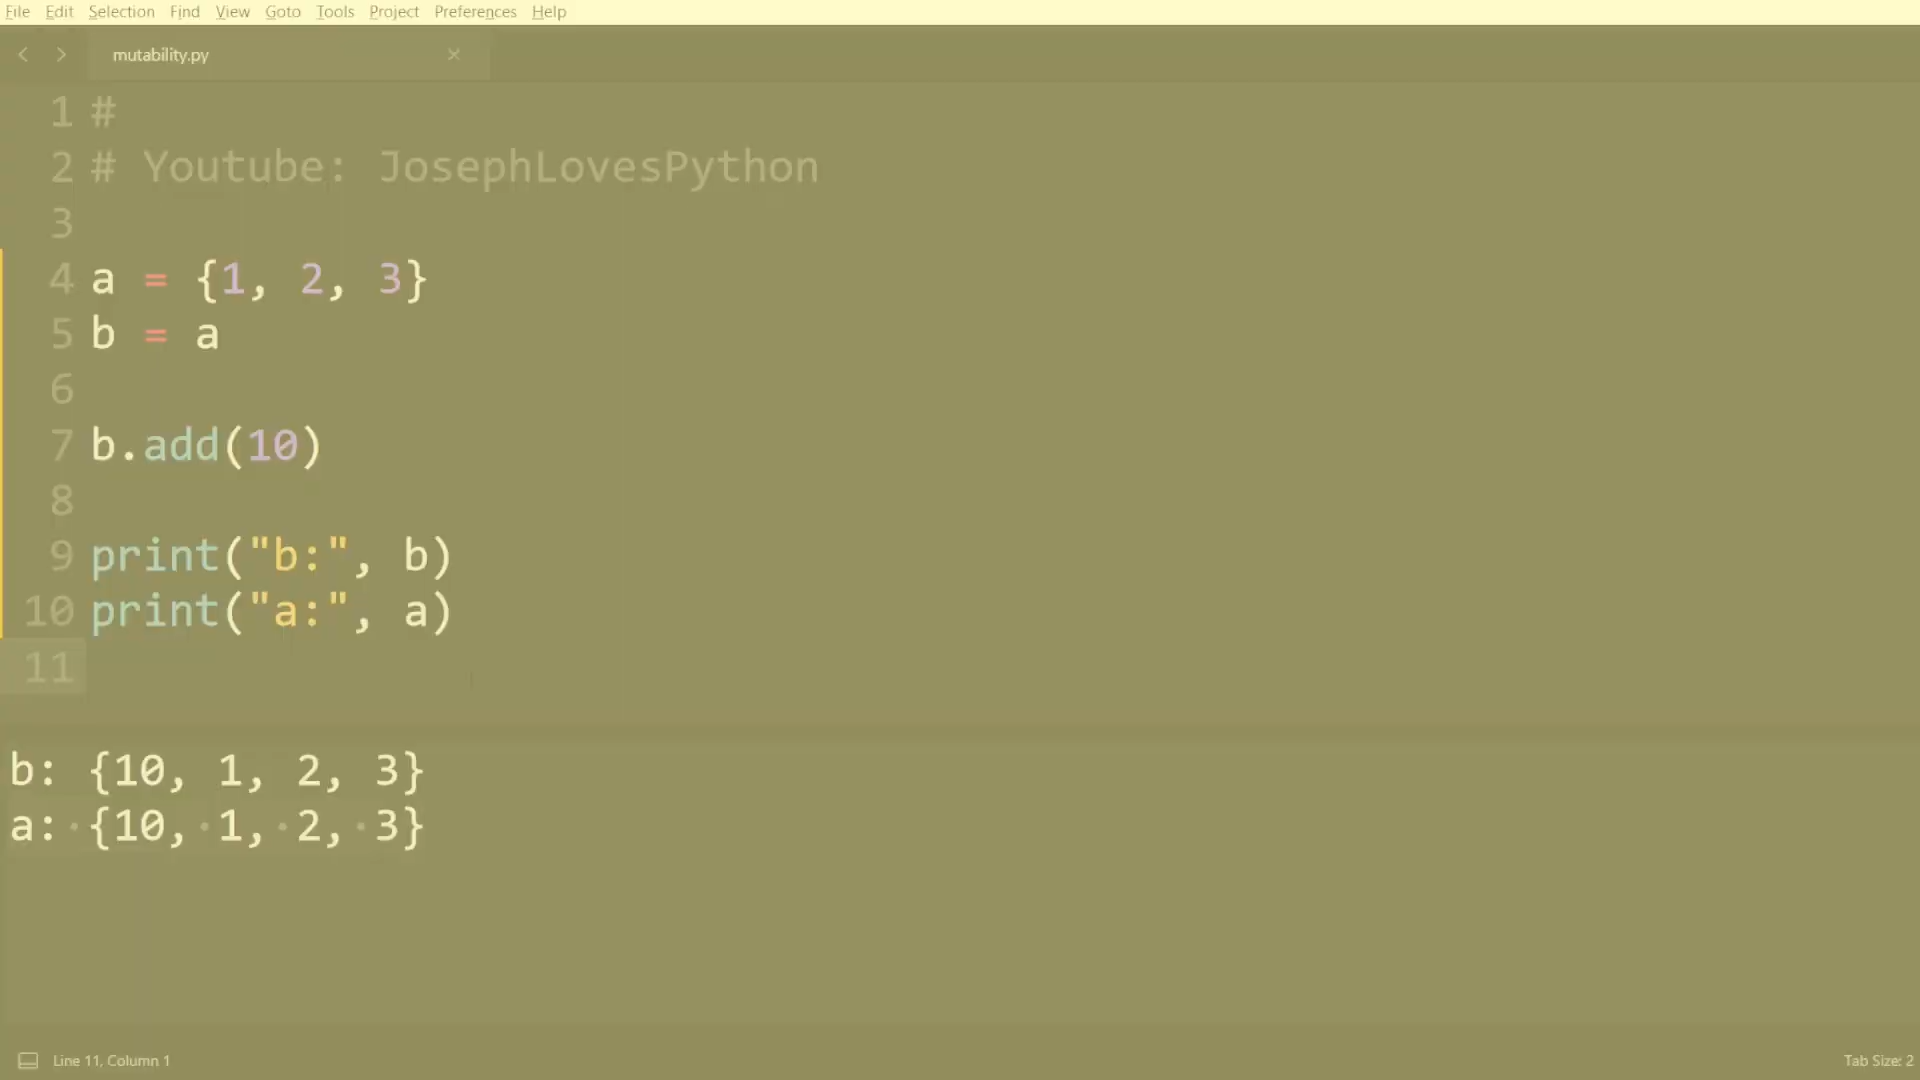 File Edit Selection Find View Goto Tools Project Preferences Help
mutability.py
1 #
2 # Youtube: JosephLovesPython
3
4 a = {1, 2, 3}
5 b = a
6
7 b.add(10)
8
9 print("b:", b)
10 print("a:", a)
11
b: {10, 1, 2, 3}
a: {10, 1, 2, 3}
Line 11, Column 1
Tab Size: 2